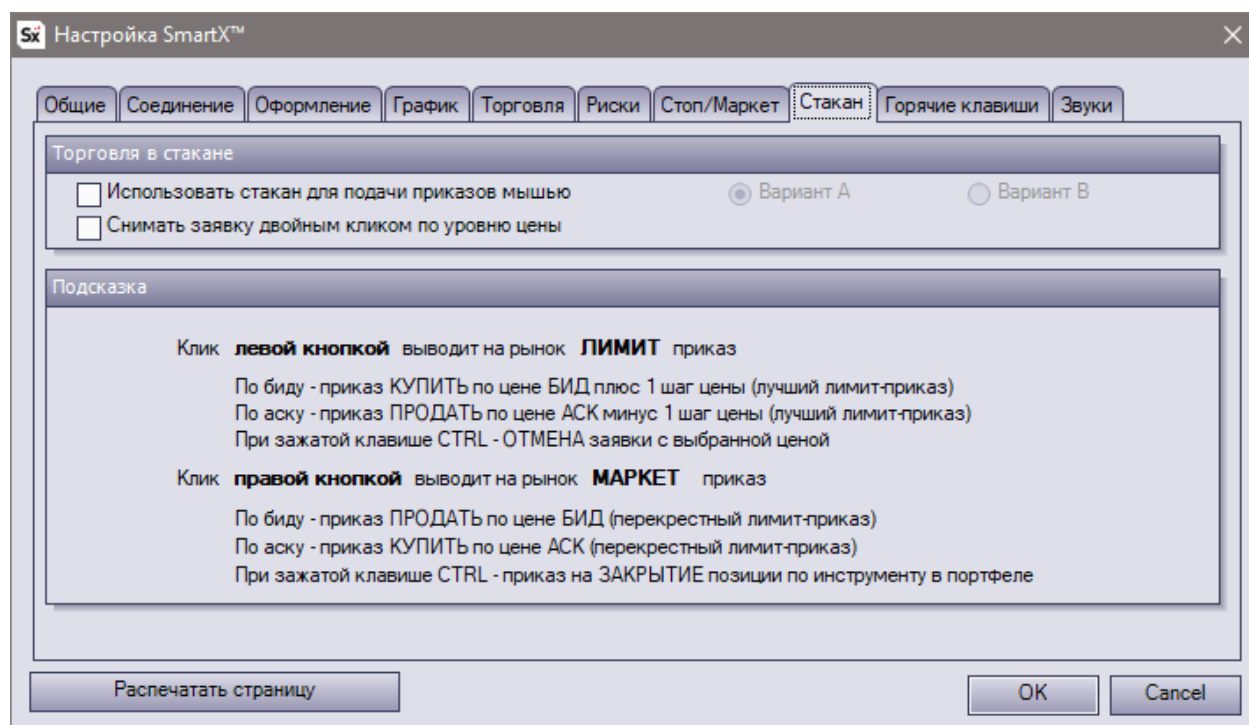 Sx Настройка SmartX™
Общие Соединение Оформление График Торговля Риски Стоп/Маркет Стакан Горячие клавиши Звуки
Торговля в стакане
Использовать стакан для подачи приказов мышью Вариант A Вариант B
Снимать заявку двойным кликом по уровню цены
Подсказка
Клик левой кнопкой выводит на рынок ЛИМИТ приказ
По биду - приказ КУПИТЬ по цене БИД плюс 1 шаг цены (лучший лимит-приказ)
По аску - приказ ПРОДАТЬ по цене АСК минус 1 шаг цены (лучший лимит-приказ)
При зажатой клавише CTRL - ОТМЕНА заявки с выбранной ценой
Клик правой кнопкой выводит на рынок МАРКЕТ приказ
По биду - приказ ПРОДАТЬ по цене БИД (перекрестный лимит-приказ)
По аску - приказ КУПИТЬ по цене АСК (перекрестный лимит-приказ)
При зажатой клавише CTRL - приказ на ЗАКРЫТИЕ позиции по инструменту в портфеле
Распечатать страницу OK Cancel